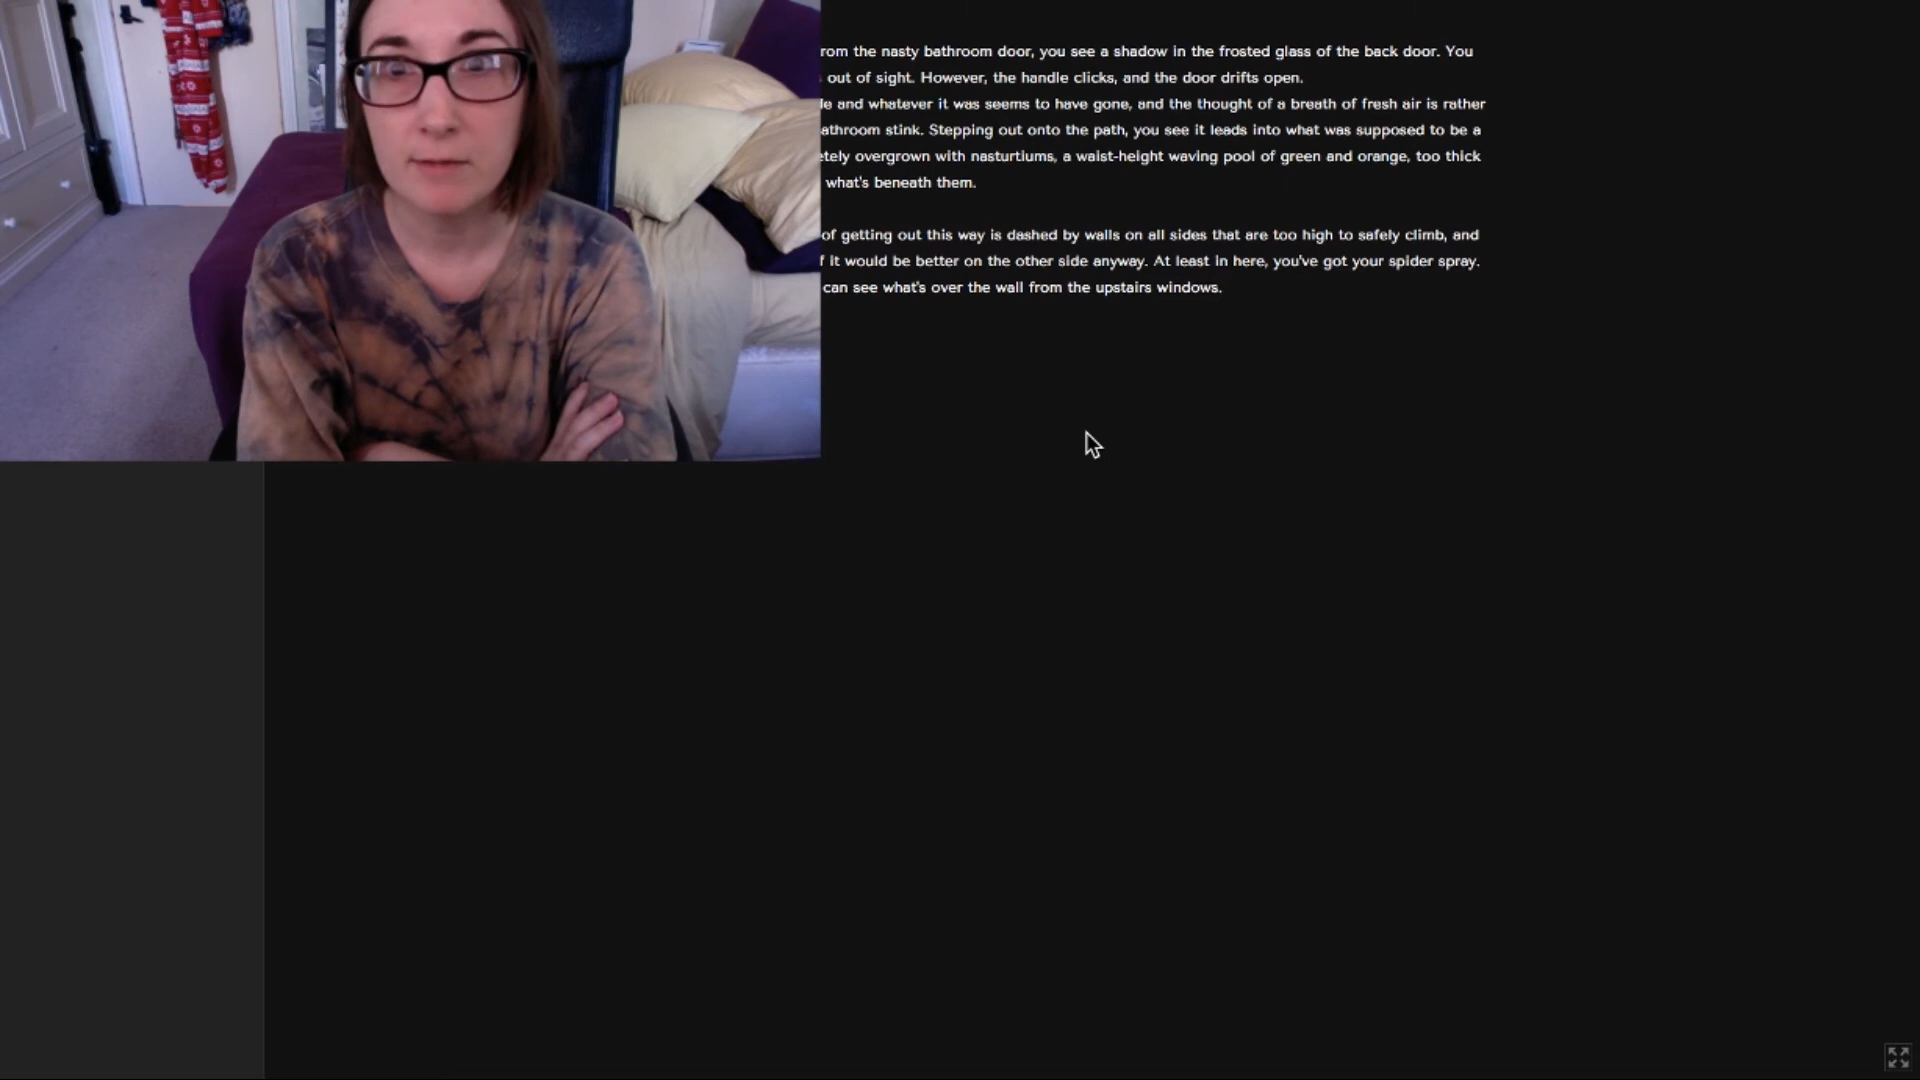 from the nasty bathroom door, you see a shadow in the frosted glass of the back door. You
out of sight. However, the handle clicks, and the door drifts open.
and whatever it was seems to have gone, and the thought of a breath of fresh air is rather
stink. Stepping out onto the path, you see it leads into what was supposed to be a
overgrown with nasturtiums, a waist-height waving pool of green and orange, too thick
what's beneath them.
of getting out this way is dashed by walls on all sides that are too high to safely climb, and
it would be better on the other side anyway. At least in here, you've got your spider spray.
can see what's over the wall from the upstairs windows.